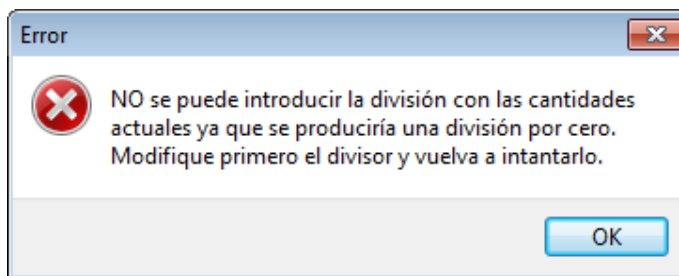 Error
NO se puede introducir la división con las cantidades
actuales ya que se produciría una división por cero.
Modifique primero el divisor y vuelva a intantarlo.
OK